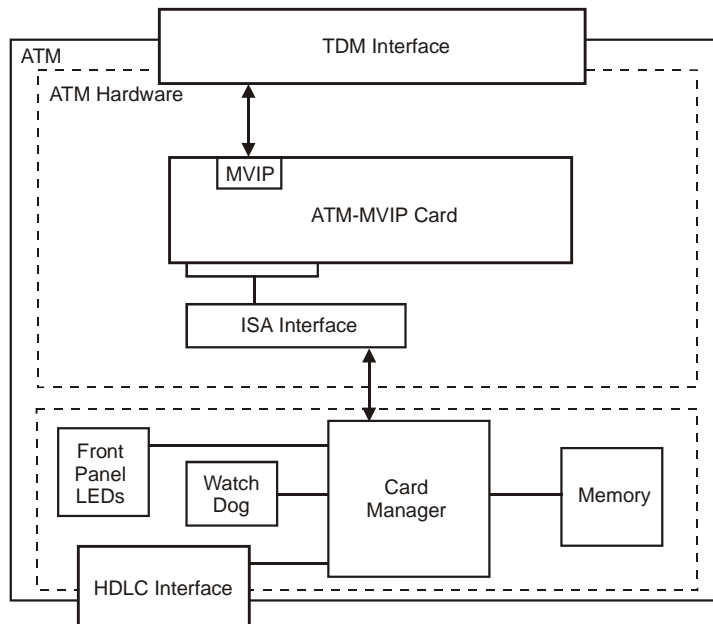 TDM Interface
ATM
ATM Hardware
MVIP
ATM-MVIP Card
ISA Interface
Front
Panel
LEDs
Watch
Dog
Card
Manager
Memory
HDLC Interface